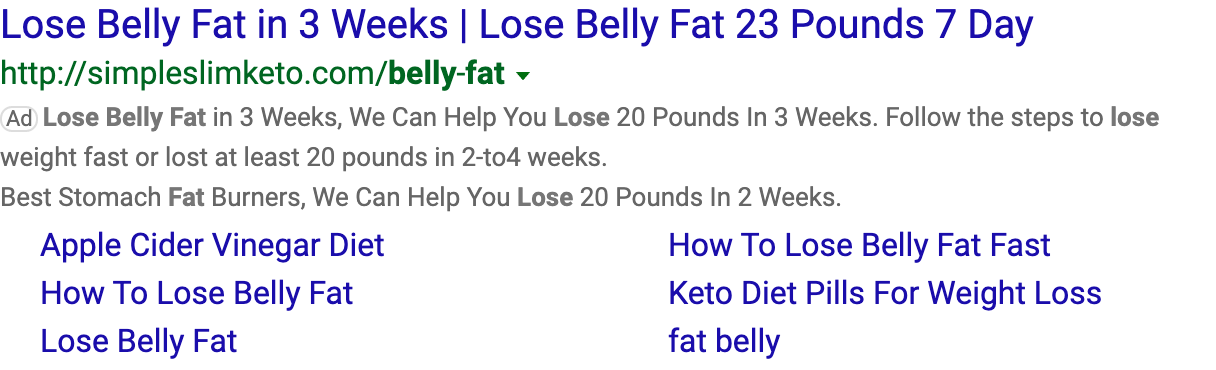 Lose Belly Fat in 3 Weeks | Lose Belly Fat 23 Pounds 7 Day
http://simpleslimketo.com/belly-fat
Ad Lose Belly Fat in 3 Weeks, We Can Help You Lose 20 Pounds In 3 Weeks. Follow the steps to lose
weight fast or lost at least 20 pounds in 2-to4 weeks.
Best Stomach Fat Burners, We Can Help You Lose 20 Pounds In 2 Weeks.
Apple Cider Vinegar Diet How To Lose Belly Fat Fast
How To Lose Belly Fat Keto Diet Pills For Weight Loss
Lose Belly Fat fat belly